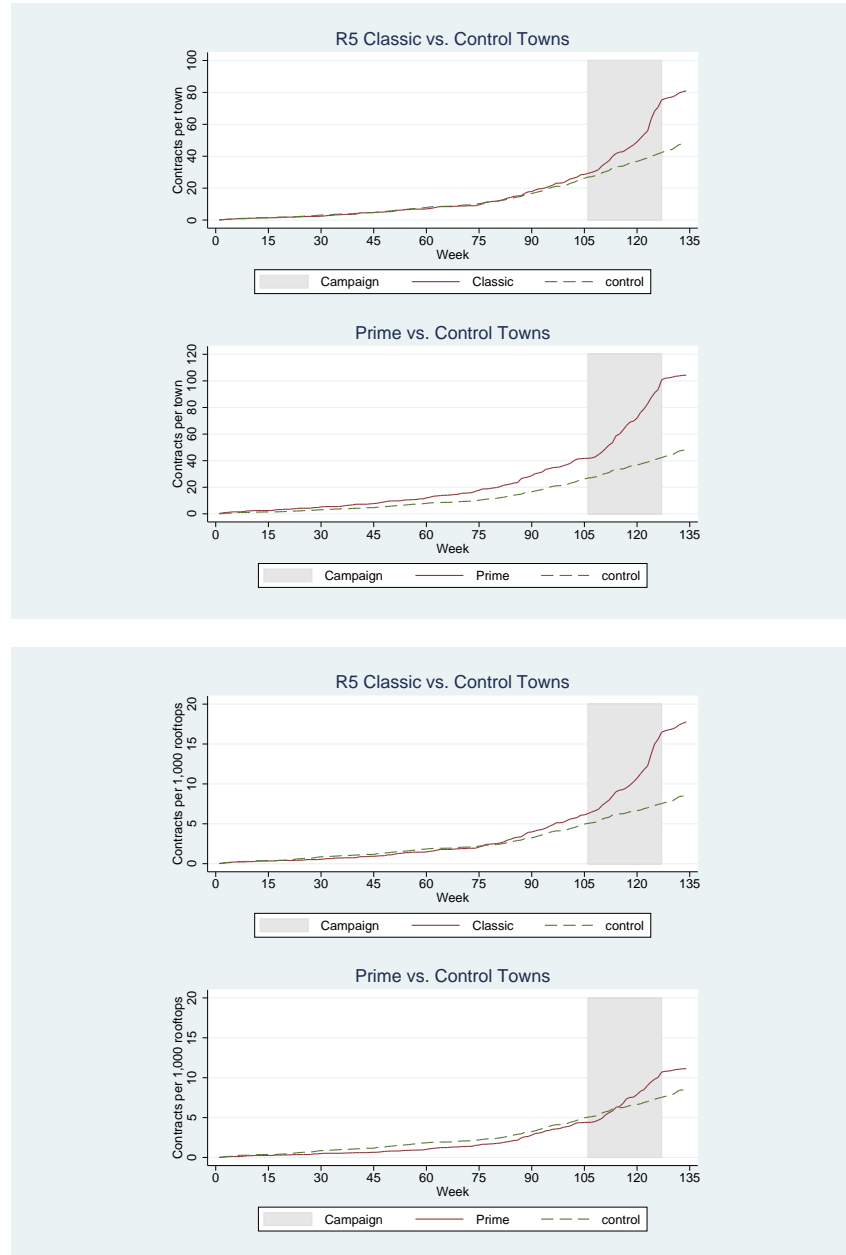 R5 Classic vs. Control Towns
Contracts per town
100
80
60
40
20
0
0 15 30 45 60 75 90 105 120 135
Week
Campaign Classic control
Prime vs. Control Towns
Contracts per town
120
100
80
60
40
20
0
0 15 30 45 60 75 90 105 120 135
Week
Campaign Prime control
R5 Classic vs. Control Towns
Contracts per 1,000 rooftops
20
15
10
5
0
0 15 30 45 60 75 90 105 120 135
Week
Campaign Classic control
Prime vs. Control Towns
Contracts per 1,000 rooftops
20
15
10
5
0
0 15 30 45 60 75 90 105 120 135
Week
Campaign Prime control